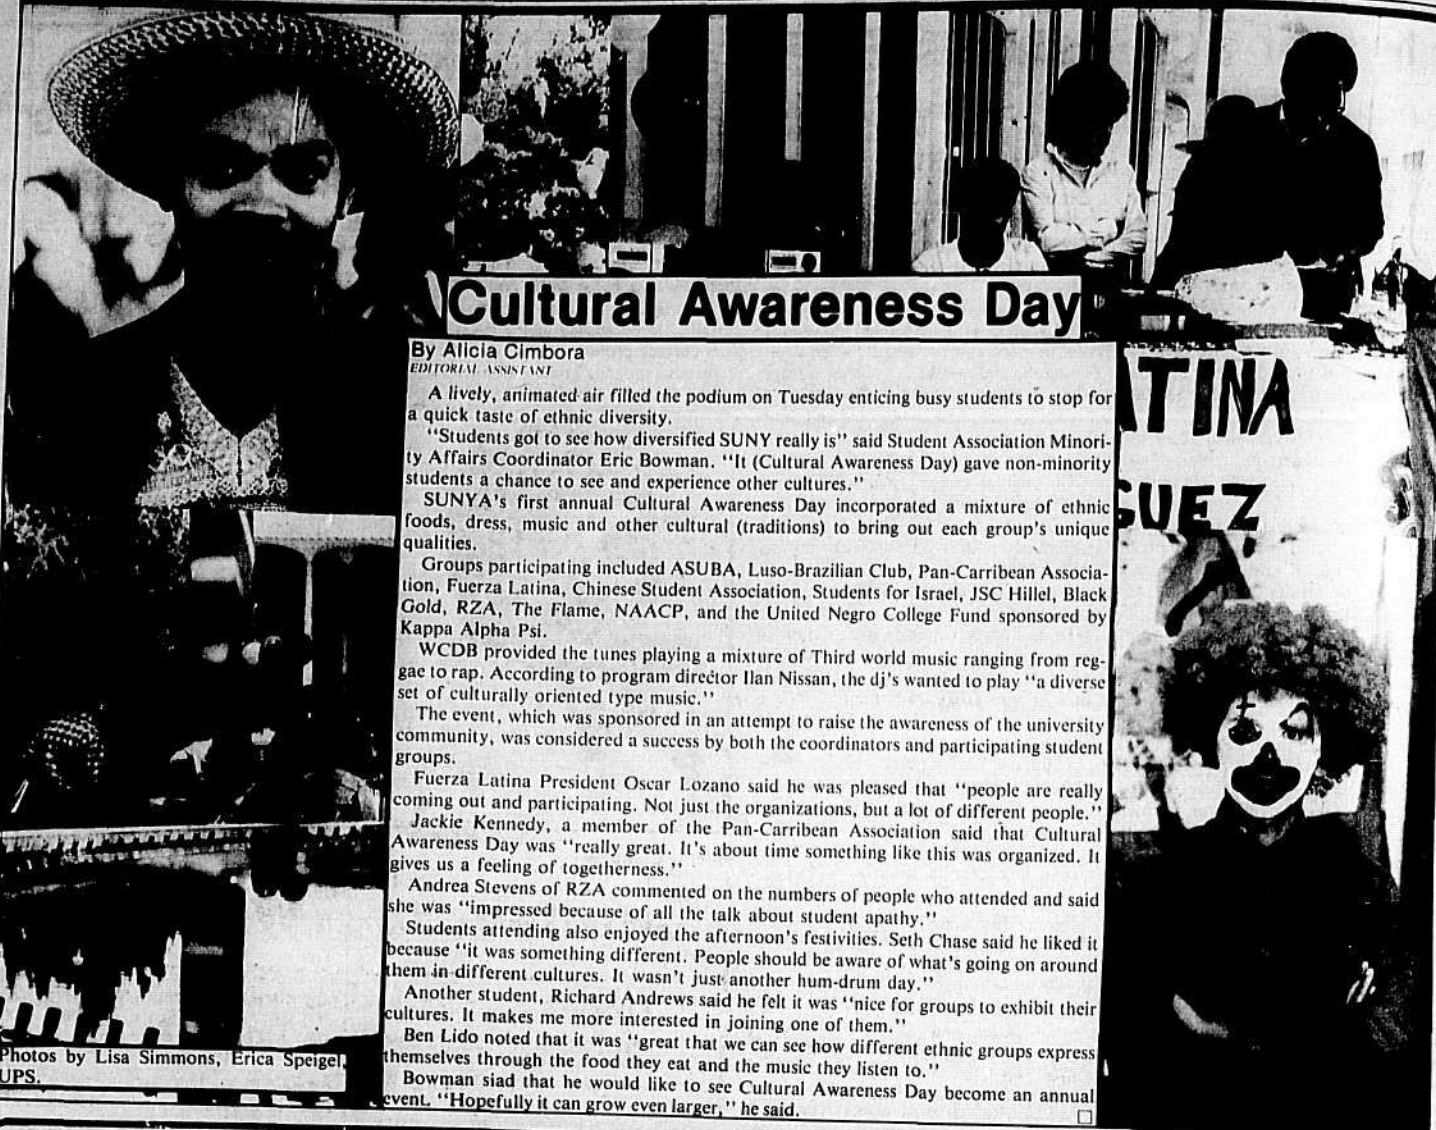 Cultural Awareness Day
By Alicia Cimbora
EDITORIAL ASSISTANT
A lively, animated air filled the podium on Tuesday enticing busy students to stop for
a quick taste of ethnic diversity.
"Students got to see how diversified SUNY really is" said Student Association Minori-
ty Affairs Coordinator Eric Bowman. "It (Cultural Awareness Day) gave non-minority
students a chance to see and experience other cultures."
SUNYA's first annual Cultural Awareness Day incorporated a mixture of ethnic
foods, dress, music and other cultural (traditions) to bring out each group's unique
qualities.
Groups participating included ASUBA, Luso-Brazilian Club, Pan-Carribean Associa-
tion, Fuerza Latina, Chinese Student Association, Students for Israel, JSC Hillel, Black
Gold, RZA, The Flame, NAACP, and the United Negro College Fund sponsored by
Kappa Alpha Psi.
WCDB provided the tunes playing a mixture of Third world music ranging from reg-
gae to rap. According to program director Ilan Nissan, the dj's wanted to play "a diverse
set of culturally oriented type music."
The event, which was sponsored in an attempt to raise the awareness of the university
community, was considered a success by both the coordinators and participating student
groups.
Fuerza Latina President Oscar Lozano said he was pleased that "people are really
coming out and participating. Not just the organizations, but a lot of different people."
Jackie Kennedy, a member of the Pan-Carribean Association said that Cultural
Awareness Day was "really great. It's about time something like this was organized. It
gives us a feeling of togetherness."
Andrea Stevens of RZA commented on the numbers of people who attended and said
she was "impressed because of all the talk about student apathy."
Students attending also enjoyed the afternoon's festivities. Seth Chase said he liked it
because "it was something different. People should be aware of what's going on around
them in different cultures. It wasn't just another hum-drum day."
Another student, Richard Andrews said he felt it was "nice for groups to exhibit their
cultures. It makes me more interested in joining one of them."
Ben Lido noted that it was "great that we can see how different ethnic groups express
themselves through the food they eat and the music they listen to."
Bowman siad that he would like to see Cultural Awareness Day become an annual
event. "Hopefully it can grow even larger," he said.
ATINA
GUEZ
Photos by Lisa Simmons, Erica Speigel,
UPS.